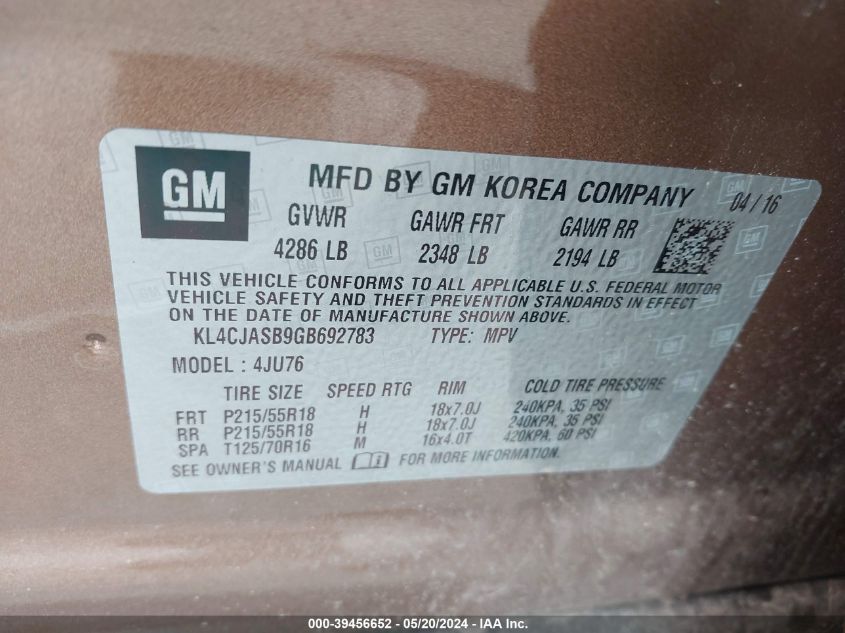 GM
MFD BY GM KOREA COMPANY 04 / 16
GVWR GAWR FRT GAWR RR
4286 LB 2348 LB 2194 LB
THIS VEHICLE CONFORMS TO ALL APPLICABLE U.S. FEDERAL MOTOR
VEHICLE SAFETY AND THEFT PREVENTION STANDARDS IN EFFECT
ON THE DATE OF MANUFACTURE SHOWN ABOVE.
KL4CJASB9GB692783 TYPE: MPV
MODEL : 4JU76
TIRE SIZE SPEED RTG RIM COLD TIRE PRESSURE
FRT P215/55R18 H 18x7.0J 240KPA, 35 PSI
RR P215/55R18 H 18x7.0J 240KPA, 35 PSI
SPA T125/70R16 M 16x4.0T 420KPA, 60 PSI
SEE OWNER'S MANUAL FOR MORE INFORMATION.
000-39456652 - 05/20/2024 - IAA Inc.